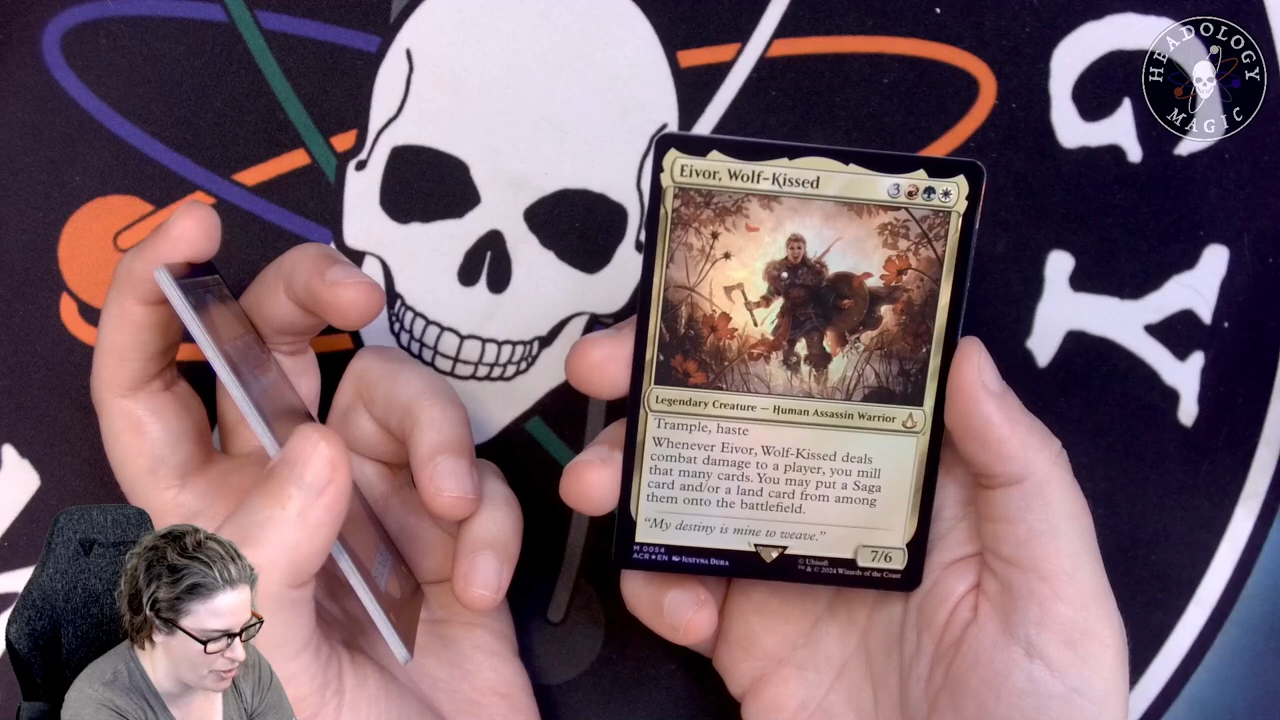 HEADOLOGY
MAGIC
Eivor, Wolf-Kissed
3
Legendary Creature — Human Assassin Warrior
Trample, haste
Whenever Eivor, Wolf-Kissed deals
combat damage to a player, you mill
that many cards. You may put a Saga
card and/or a land card from among
them onto the battlefield.
"My destiny is mine to weave."
7/6
M 0054
ACR★EN Justyna Dura
© Ubisoft
™ & © 2024 Wizards of the Coast